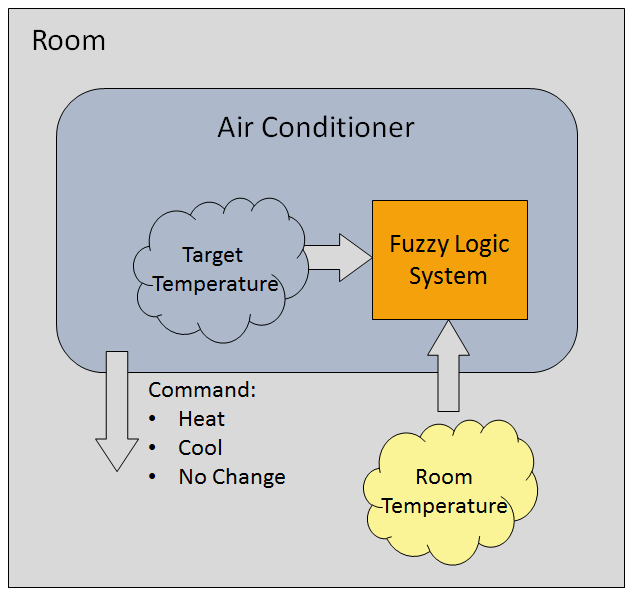 Room
Air Conditioner
Target
Temperature
Fuzzy Logic
System
Command:
• Heat
• Cool
• No Change
Room
Temperature